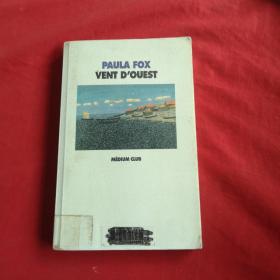 PAULA FOX
VENT D'OUEST
MÉDIUM CLUB